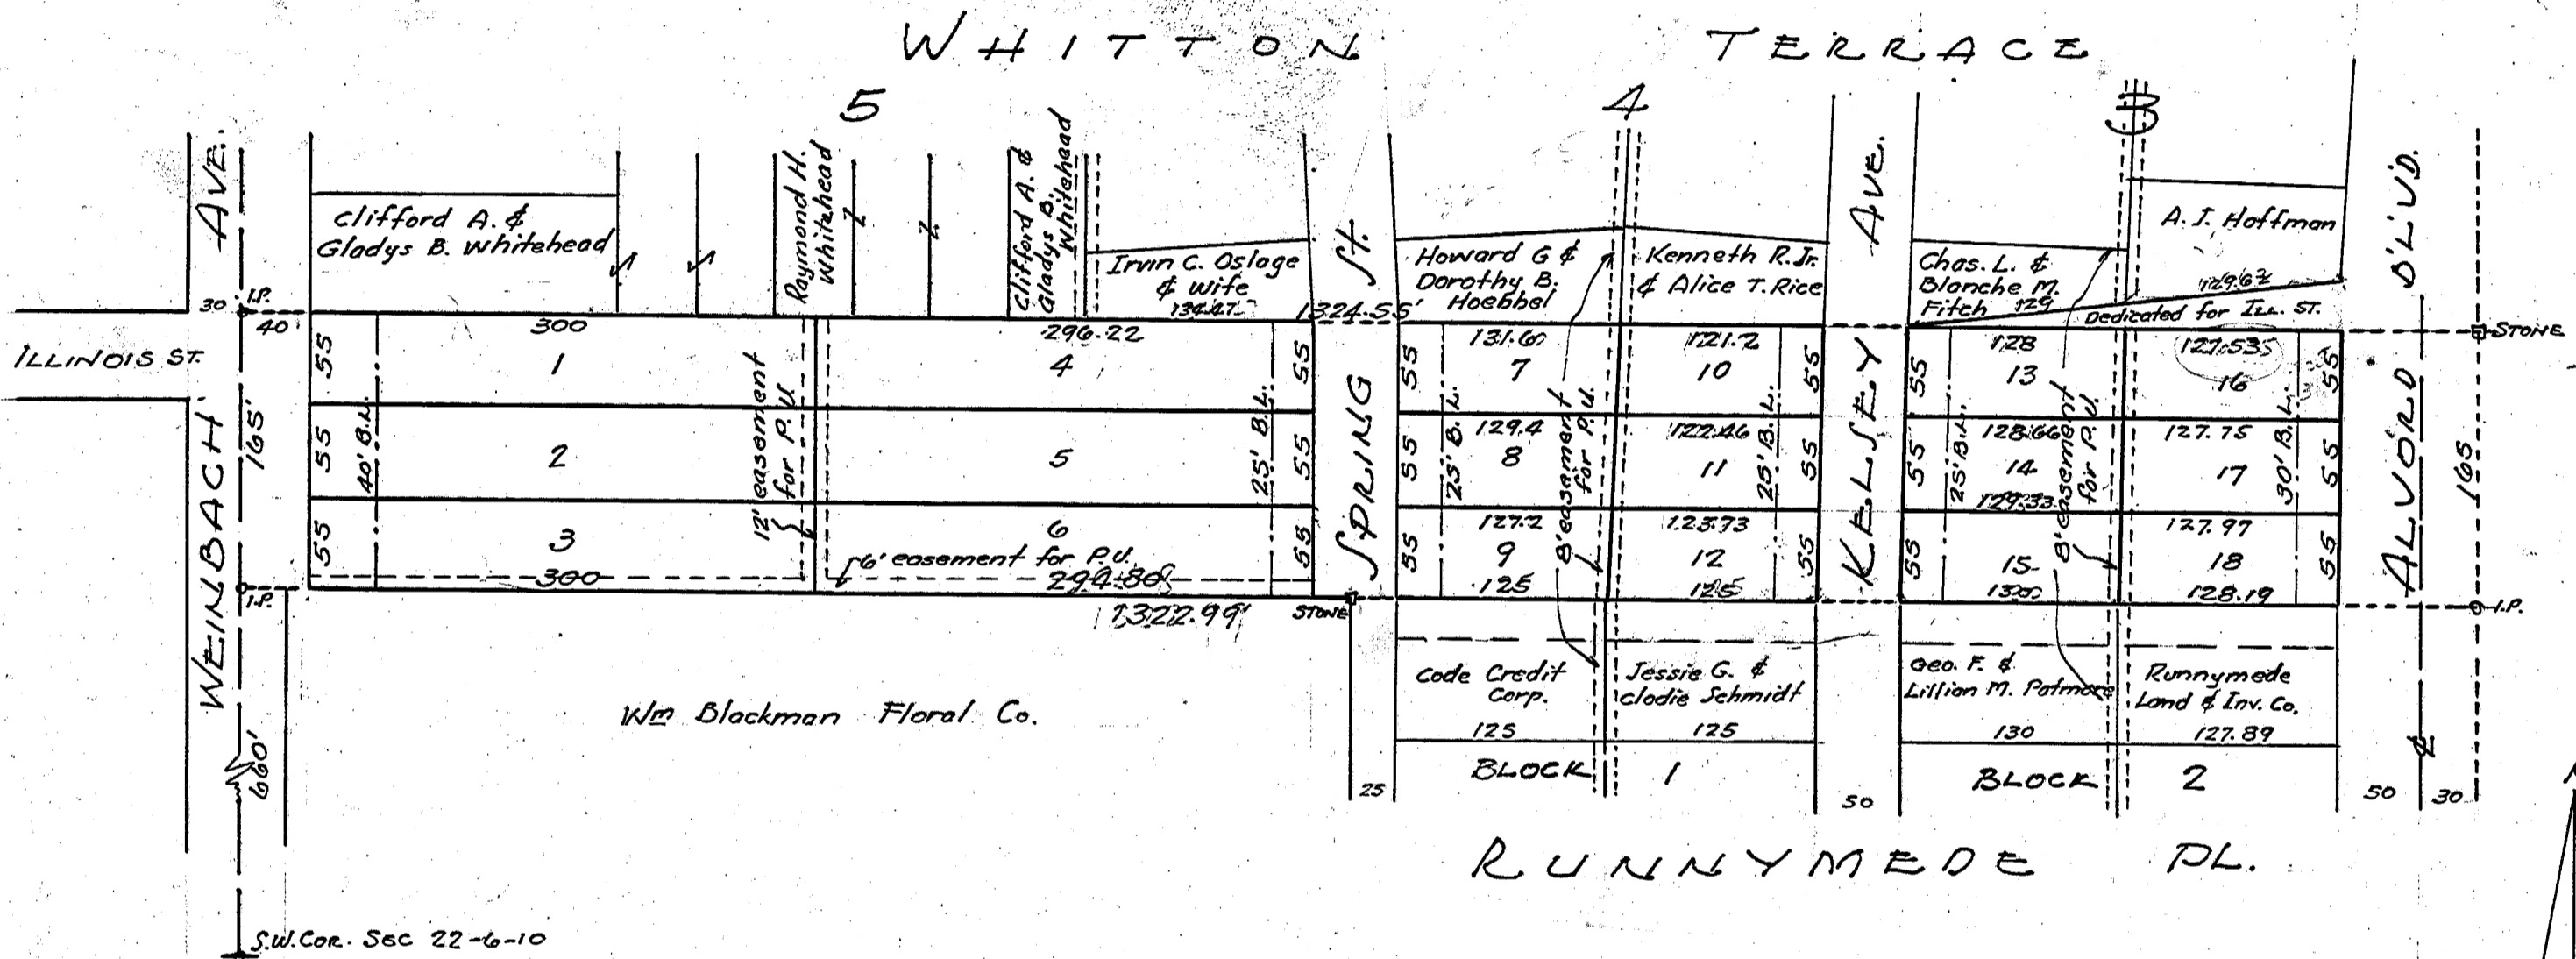 WHITTON TERRACE
5
4
3
WEINBACH AVE.
ILLINOIS ST.
30
I.P.
40
165'
I.P.
660'
S.W. COR. SEC 22-6-10
Clifford A. &
Gladys B. Whitehead
Raymond H.
Whitehead
Clifford A. &
Gladys B.
Whitehead
Irvin C. Oslage
& Wife
134.47
1324.55'
SPRING St.
Howard G &
Dorothy B.
Hoebbel
Kenneth R. Jr.
& Alice T. Rice
KELSEY AVE.
Chas. L. &
Blanche M.
Fitch 129
A. J. Hoffman
129.62
Dedicated for ILL. ST.
ALVORD B'L'V'D.
STONE
55
300
1
296.22
4
55
55
131.60
7
121.2
10
55
55
128
13
127.535
16
55
55
40' B.L.
2
12' easement
for P.U.
5
25' B.L.
55
55
25' B.L.
129.4
8
8' easement
for P.U.
122.46
11
25' B.L.
55
55
25' B.L.
128.66
14
129.33
8' easement
for P.U.
127.75
17
30' B.L.
55
165
55
3
300
6
6' easement for P.U.
294.80
55
55
127.2
9
125
123.73
12
125
55
55
15
130
127.97
18
128.19
55
I.P.
1322.99'
STONE
Wm Blackman Floral Co.
Code Credit
Corp.
125
Jessie G. &
Clodie Schmidt
125
Geo. F. &
Lillian M. Patmore
130
Runnymede
Land & Inv. Co.
127.89
BLOCK 1
BLOCK 2
25
50
50
30
RUNNYMEDE PL.